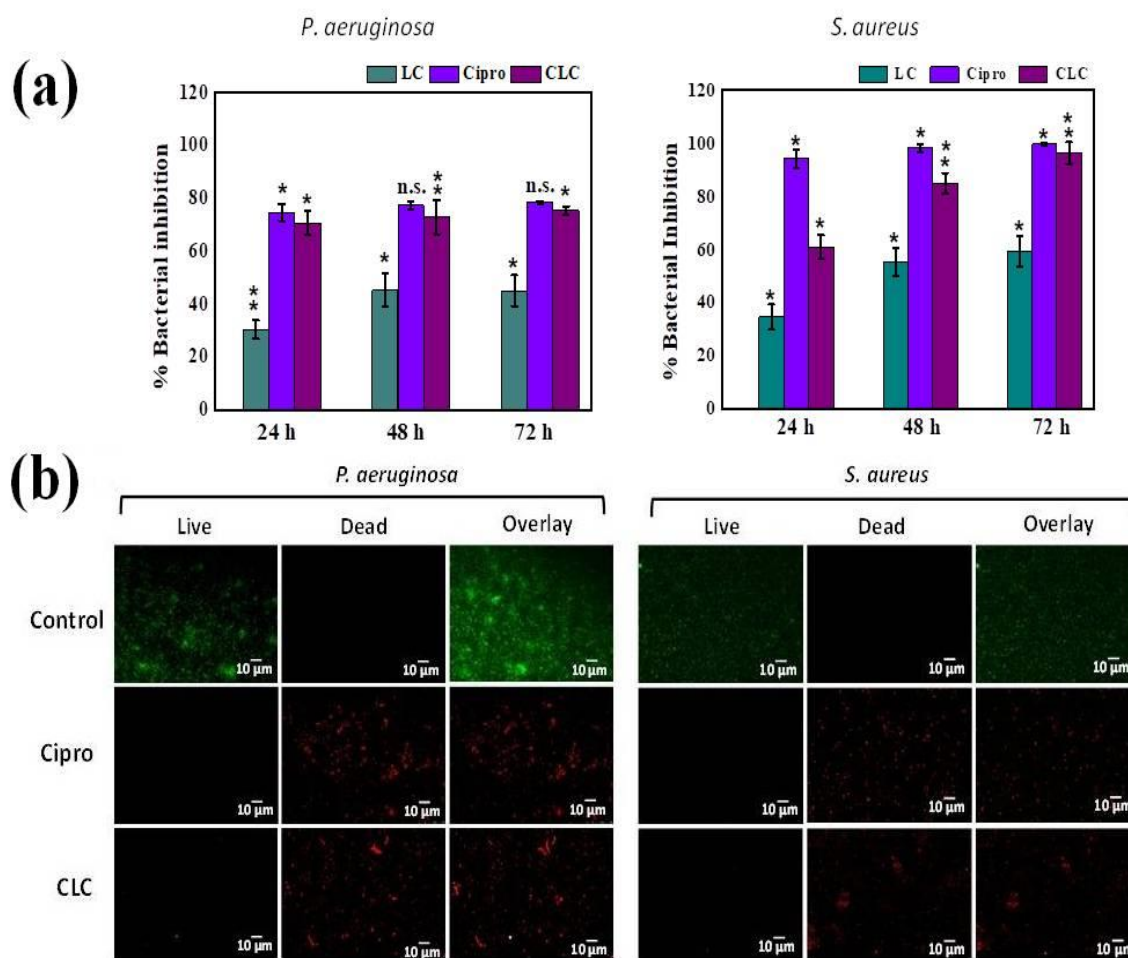 P. aeruginosa
S. aureus
(a)
LC Cipro CLC
LC Cipro CLC
% Bacterial inhibition
120
100
80
60
40
20
0
* *
*
*
*
n.s.
* *
*
n.s.
*
24 h 48 h 72 h
% Bacterial Inhibition
120
100
80
60
40
20
0
*
*
*
*
*
* *
*
*
* *
24 h 48 h 72 h
(b)
P. aeruginosa
S. aureus
Live Dead Overlay Live Dead Overlay
Control
10 µm 10 µm 10 µm 10 µm 10 µm 10 µm
Cipro
10 µm 10 µm 10 µm 10 µm 10 µm 10 µm
CLC
10 µm 10 µm 10 µm 10 µm 10 µm 10 µm